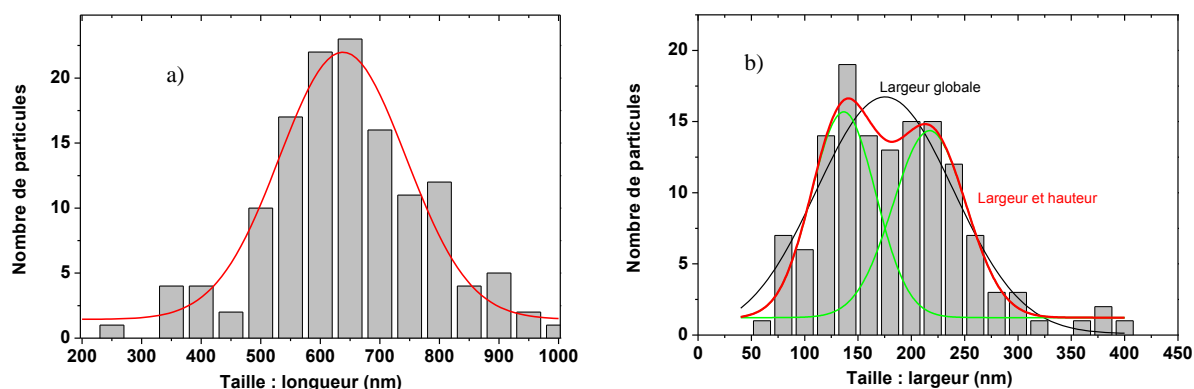 a)
Nombre de particules
20
15
10
5
0
200 300 400 500 600 700 800 900 1000
Taille : longueur (nm)
b)
Largeur globale
Largeur et hauteur
Nombre de particules
20
15
10
5
0
0 50 100 150 200 250 300 350 400 450
Taille : largeur (nm)